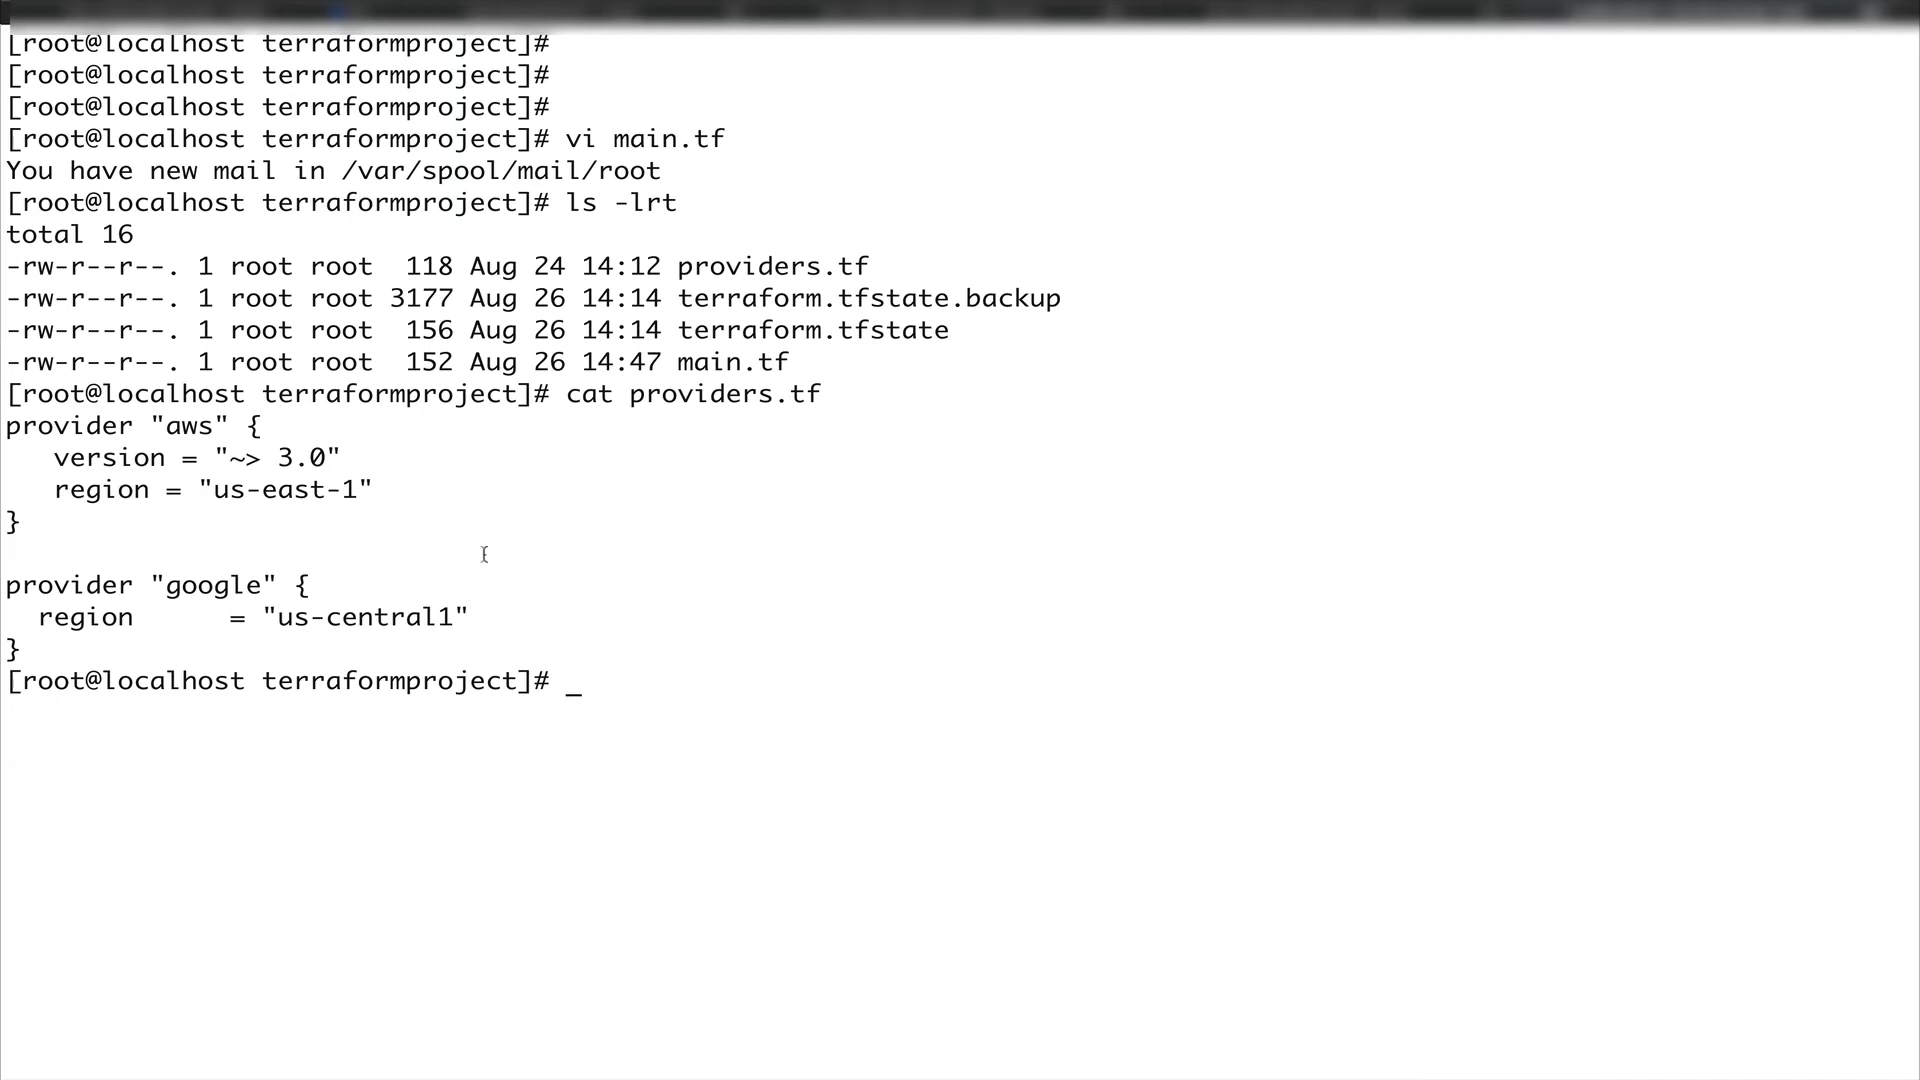 [root@localhost terraformproject]#
[root@localhost terraformproject]#
[root@localhost terraformproject]#
[root@localhost terraformproject]# vi main.tf
You have new mail in /var/spool/mail/root
[root@localhost terraformproject]# ls -lrt
total 16
-rw-r--r--. 1 root root  118 Aug 24 14:12 providers.tf
-rw-r--r--. 1 root root 3177 Aug 26 14:14 terraform.tfstate.backup
-rw-r--r--. 1 root root  156 Aug 26 14:14 terraform.tfstate
-rw-r--r--. 1 root root  152 Aug 26 14:47 main.tf
[root@localhost terraformproject]# cat providers.tf
provider "aws" {
   version = "~> 3.0"
   region = "us-east-1"
}
provider "google" {
  region      = "us-central1"
}
[root@localhost terraformproject]# _